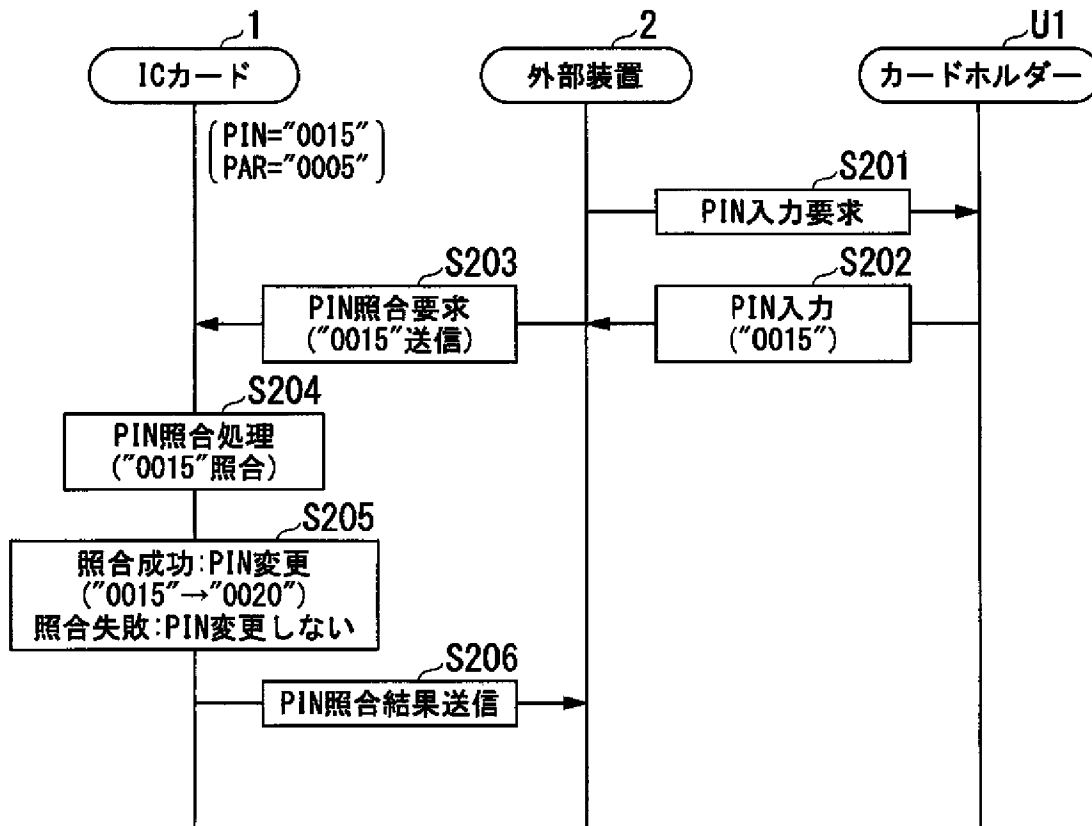 1
2
U1
ICカード
外部装置
カードホルダー
PIN="0015"
PAR="0005"
S201
PIN入力要求
S203
S202
PIN照合要求
("0015"送信)
PIN入力
("0015")
S204
PIN照合処理
("0015"照合)
S205
照合成功:PIN変更
("0015"→"0020")
照合失敗:PIN変更しない
S206
PIN照合結果送信